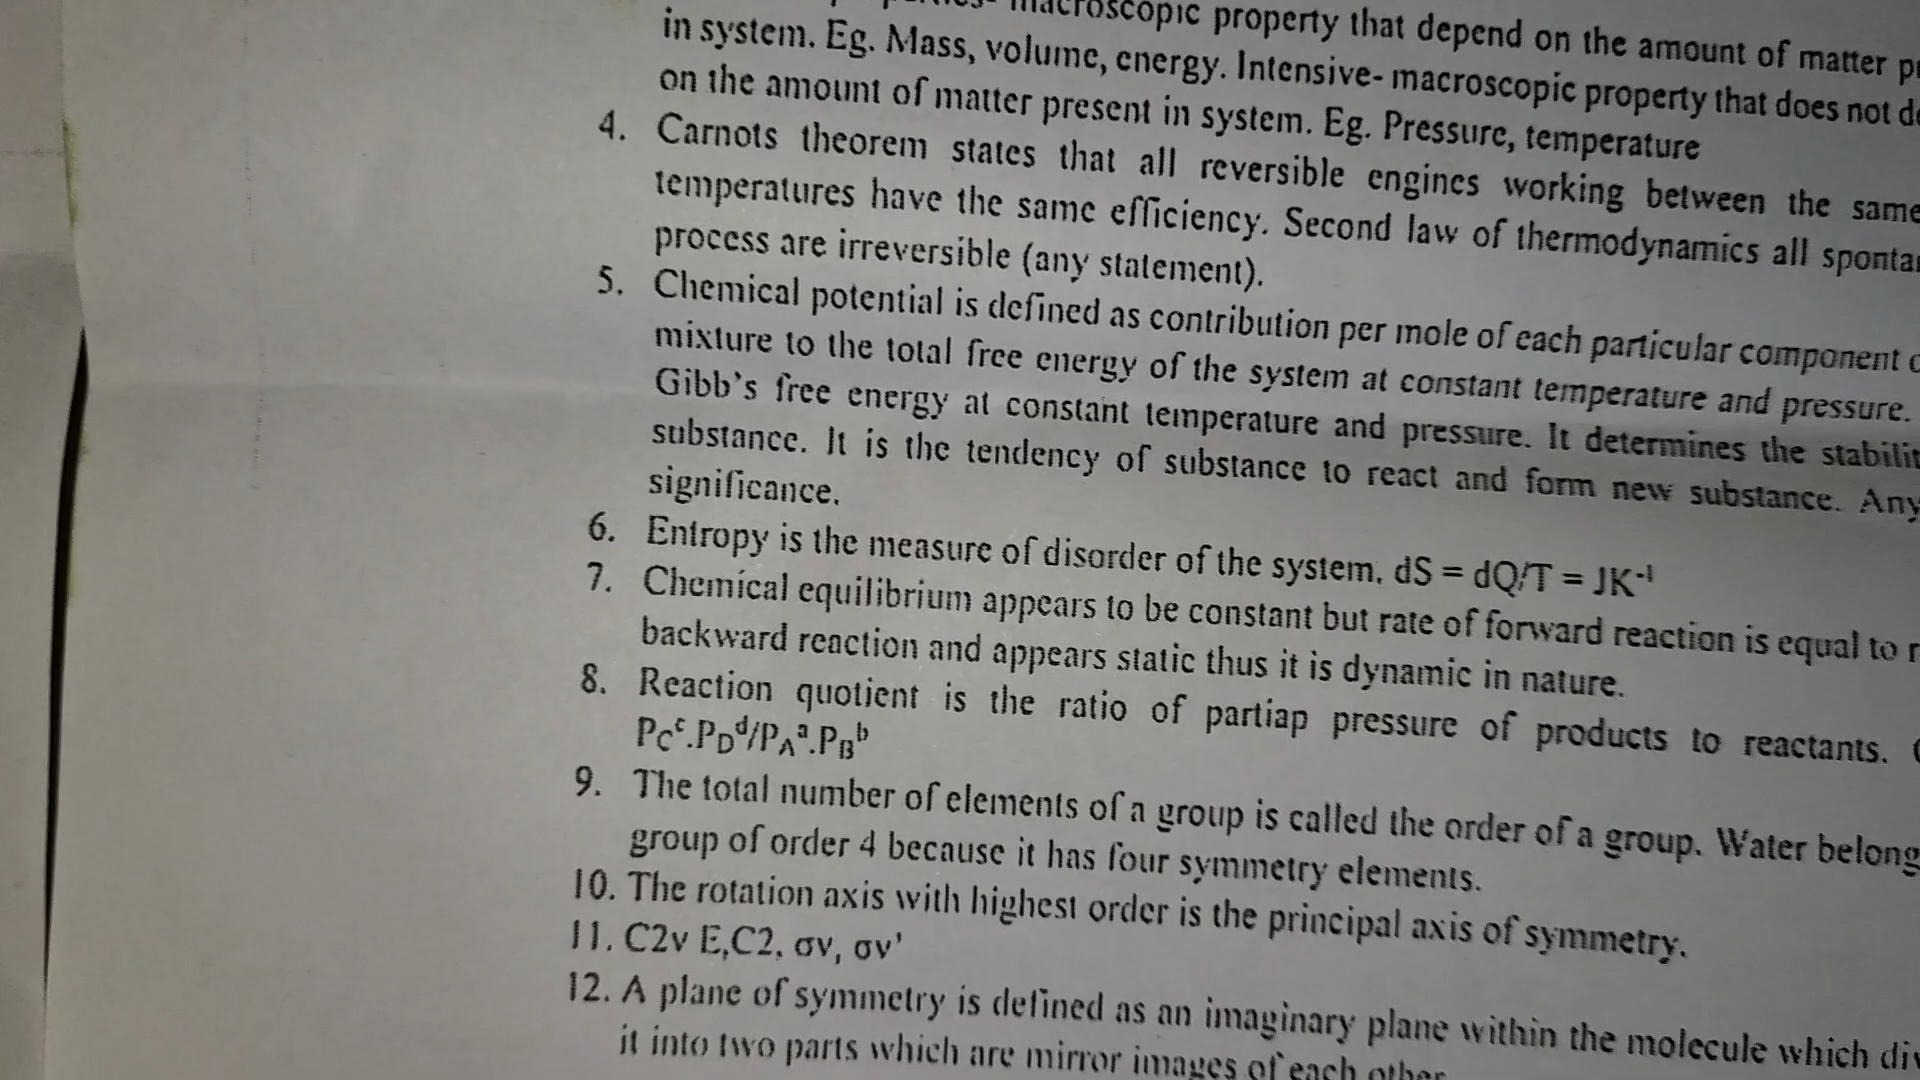 macroscopic property that depend on the amount of matter
in system. Eg. Mass, volume, energy. Intensive- macroscopic property that does not
on the amount of matter present in system. Eg. Pressure, temperature
4. Carnots theorem states that all reversible engines working between the same
temperatures have the same efficiency. Second law of thermodynamics all
process are irreversible (any statement).
5. Chemical potential is defined as contribution per mole of each particular component
mixture to the total free energy of the system at constant temperature and pressure.
Gibb's free energy at constant temperature and pressure. It determines the
substance. It is the tendency of substance to react and form new substance. Any
significance.
6. Entropy is the measure of disorder of the system, dS = dQ/T = JK⁻¹
7. Chemical equilibrium appears to be constant but rate of forward reaction is equal to
backward reaction and appears static thus it is dynamic in nature.
8. Reaction quotient is the ratio of partiap pressure of products to reactants.
P_C^c.P_D^d/P_A^a.P_B^b
9. The total number of elements of a group is called the order of a group. Water belong
group of order 4 because it has four symmetry elements.
10. The rotation axis with highest order is the principal axis of symmetry.
11. C2v E,C2, σv, σv'
12. A plane of symmetry is defined as an imaginary plane within the molecule which
it into two parts which are mirror images of each other